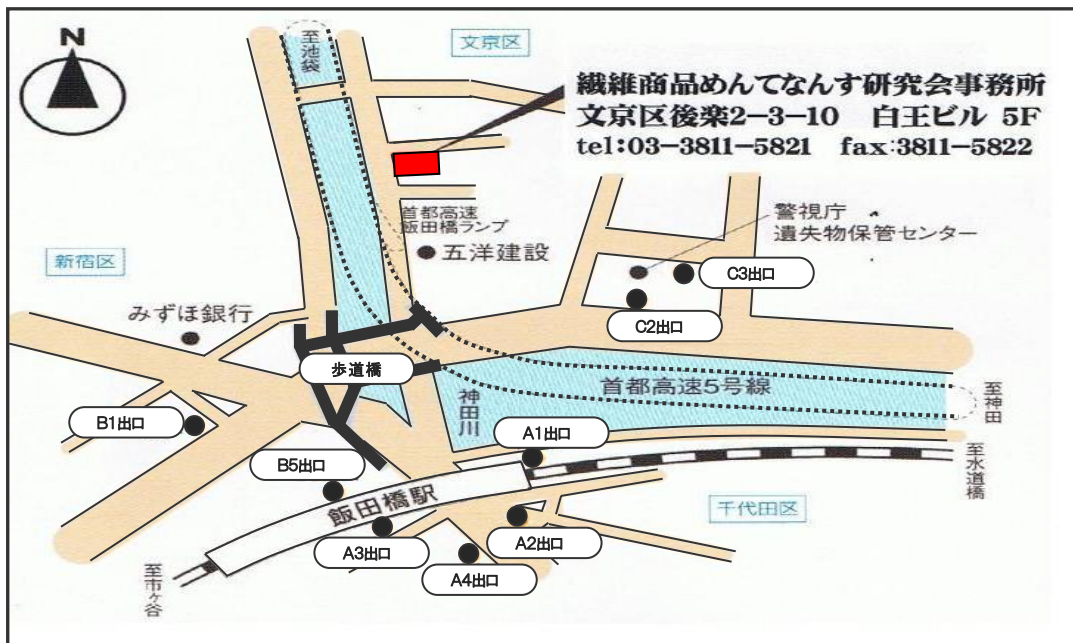 N
至池袋
文京区
繊維商品めんてなんす研究会事務所
文京区後楽2-3-10 白王ビル 5F
tel:03-3811-5821 fax:3811-5822
首都高速
飯田橋ランプ
五洋建設
警視庁
遺失物保管センター
C3出口
C2出口
新宿区
みずほ銀行
歩道橋
首都高速5号線
至神田
神田川
B1出口
A1出口
B5出口
至水道橋
飯田橋駅
千代田区
A3出口
A2出口
A4出口
至市ヶ谷